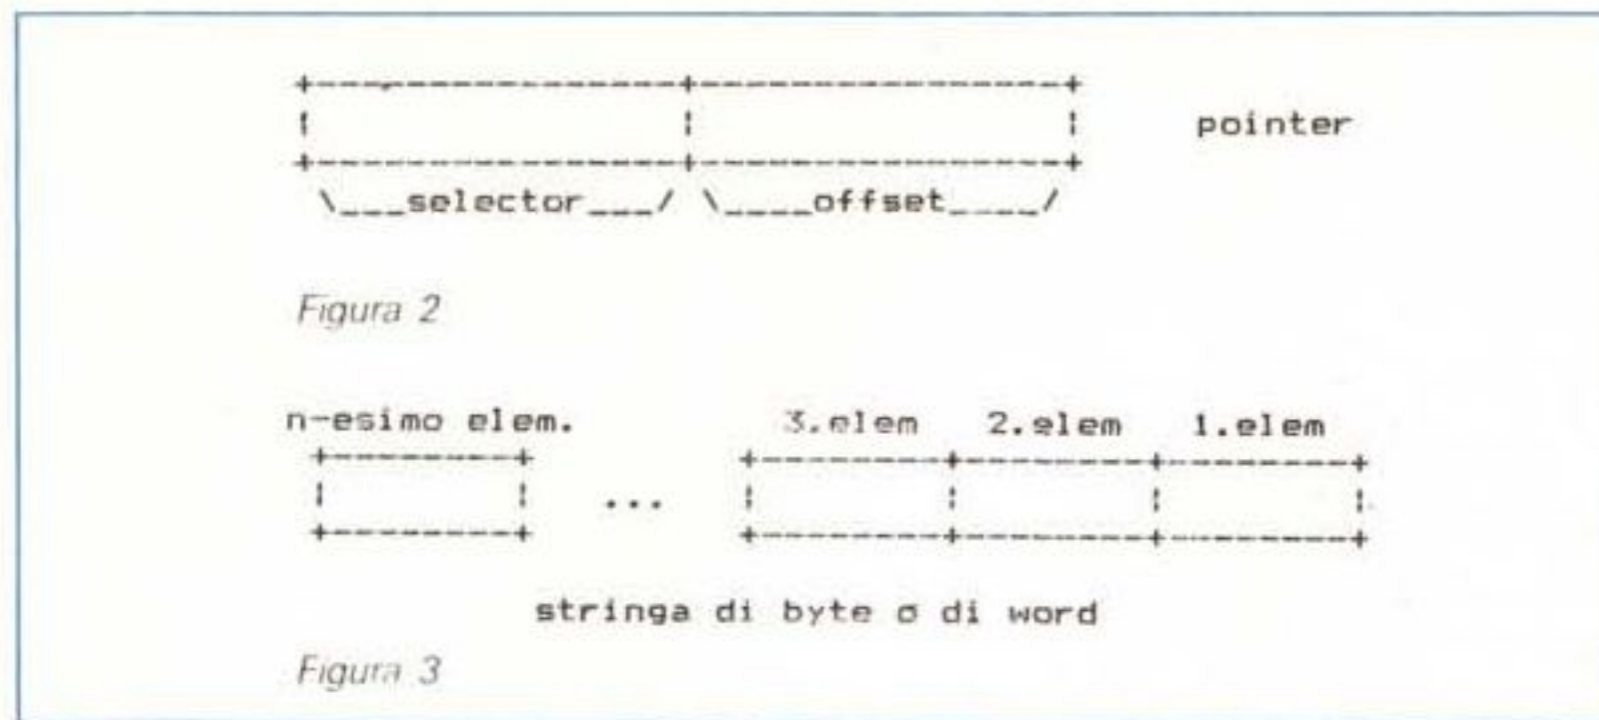 pointer
\___selector___/ \____offset____/
Figura 2
n-esimo elem. ... 3.elem 2.elem 1.elem
stringa di byte o di word
Figura 3